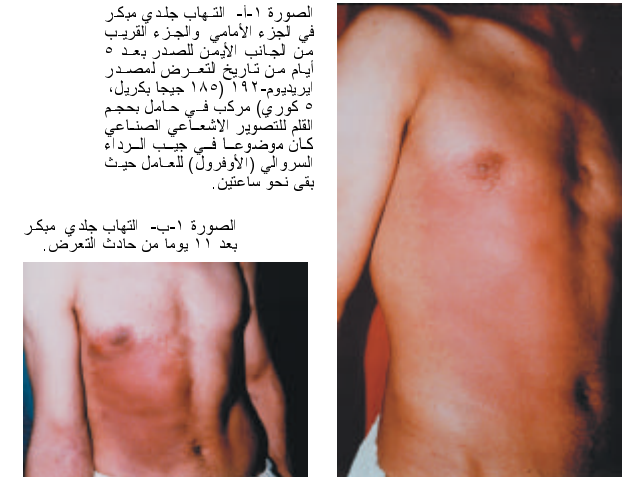 الصورة ١-أ- التهاب جلدي مبكر
في الجزء الأمامي والجزء القريب
من الجانب الأيمن للصدر بعد ٥
أيام من تاريخ التعرض لمصدر
ايريديوم-١٩٢ (١٨٥ جيجا بكريل،
٥ كوري) مركب في حامل بحجم
القلم للتصوير الاشعاعي الصناعي
كان موضوعا في جيب الرداء
السروالي (الأوفرول) للعامل حيث
بقى نحو ساعتين.
الصورة ١-ب- التهاب جلدي مبكر
بعد ١١ يوما من حادث التعرض.